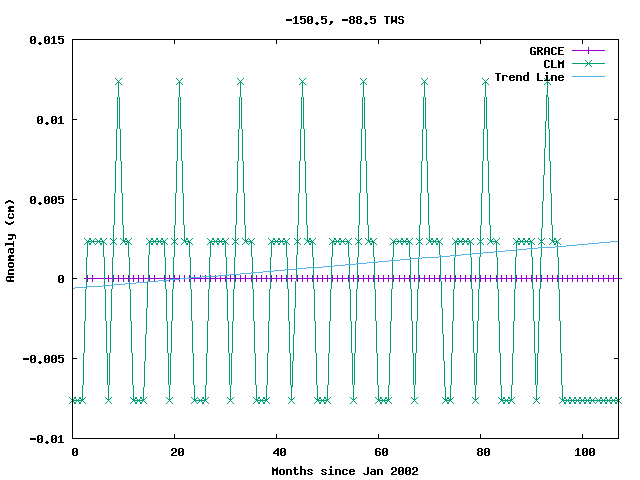 -150.5, -88.5 TWS
0.015
GRACE
CLM
Trend Line
0.01
0.005
0
-0.005
-0.01
Anomaly (cm)
0 20 40 60 80 100
Months since Jan 2002